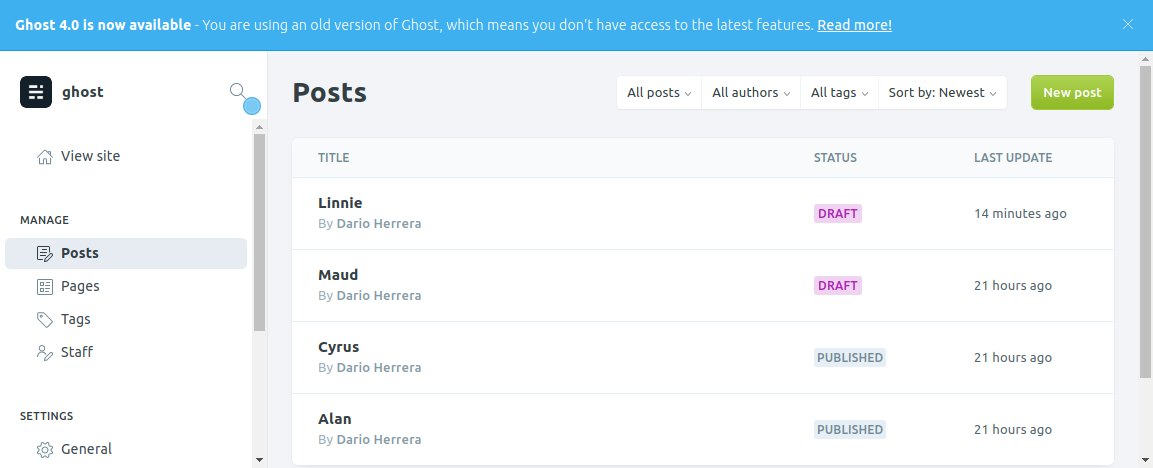 Ghost 4.0 is now available - You are using an old version of Ghost, which means you don't have access to the latest features. Read more!
ghost
View site
MANAGE
Posts
Pages
Tags
Staff
SETTINGS
General
Posts
All posts
All authors
All tags
Sort by: Newest
New post
TITLE STATUS LAST UPDATE
Linnie
By Dario Herrera
DRAFT
14 minutes ago
Maud
By Dario Herrera
DRAFT
21 hours ago
Cyrus
By Dario Herrera
PUBLISHED
21 hours ago
Alan
By Dario Herrera
PUBLISHED
21 hours ago